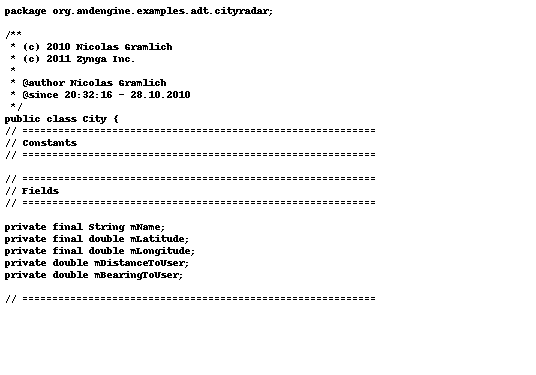 package org.andengine.examples.adt.cityradar;
/**
* (c) 2010 Nicolas Gramlich
* (c) 2011 Zynga Inc.
*
* @author Nicolas Gramlich
* @since 20:32:16 - 28.10.2010
*/
public class City {
// ===========================================================
// Constants
// ===========================================================
// ===========================================================
// Fields
// ===========================================================
private final String mName;
private final double mLatitude;
private final double mLongitude;
private double mDistanceToUser;
private double mBearingToUser;
// ===========================================================